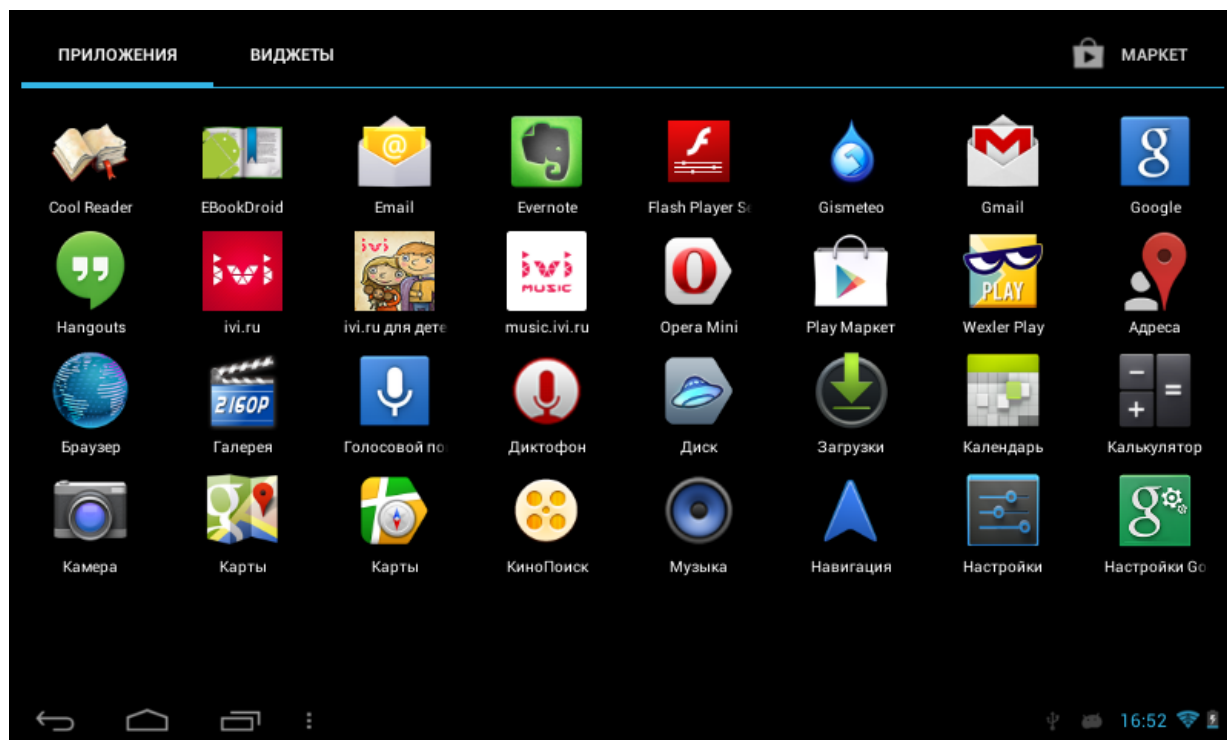 ПРИЛОЖЕНИЯ ВИДЖЕТЫ МАРКЕТ
Cool Reader EBookDroid Email Evernote Flash Player Se Gismeteo Gmail Google
Hangouts ivi.ru ivi.ru для дете music.ivi.ru Opera Mini Play Маркет Wexler Play Адреса
Браузер Галерея Голосовой по Диктофон Диск Загрузки Календарь Калькулятор
Камера Карты Карты КиноПоиск Музыка Навигация Настройки Настройки Go
16:52